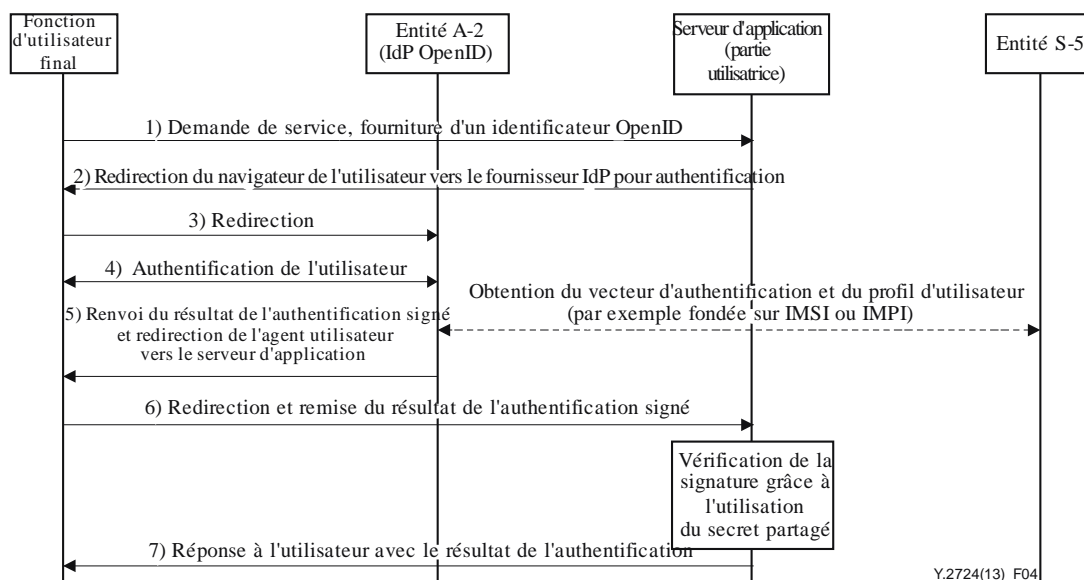 Fonction
d'utilisateur
final
Entité A-2
(IdP OpenID)
Serveur d'application
(partie
utilisatrice)
Entité S-5
1) Demande de service, fourniture d'un identificateur OpenID
2) Redirection du navigateur de l'utilisateur vers le fournisseur IdP pour authentification
3) Redirection
4) Authentification de l'utilisateur
Obtention du vecteur d'authentification et du profil d'utilisateur
(par exemple fondée sur IMSI ou IMPI)
5) Renvoi du résultat de l'authentification signé
et redirection de l'agent utilisateur
vers le serveur d'application
6) Redirection et remise du résultat de l'authentification signé
Vérification de la
signature grâce à
l'utilisation
du secret partagé
7) Réponse à l'utilisateur avec le résultat de l'authentification
Y.2724(13)_F04